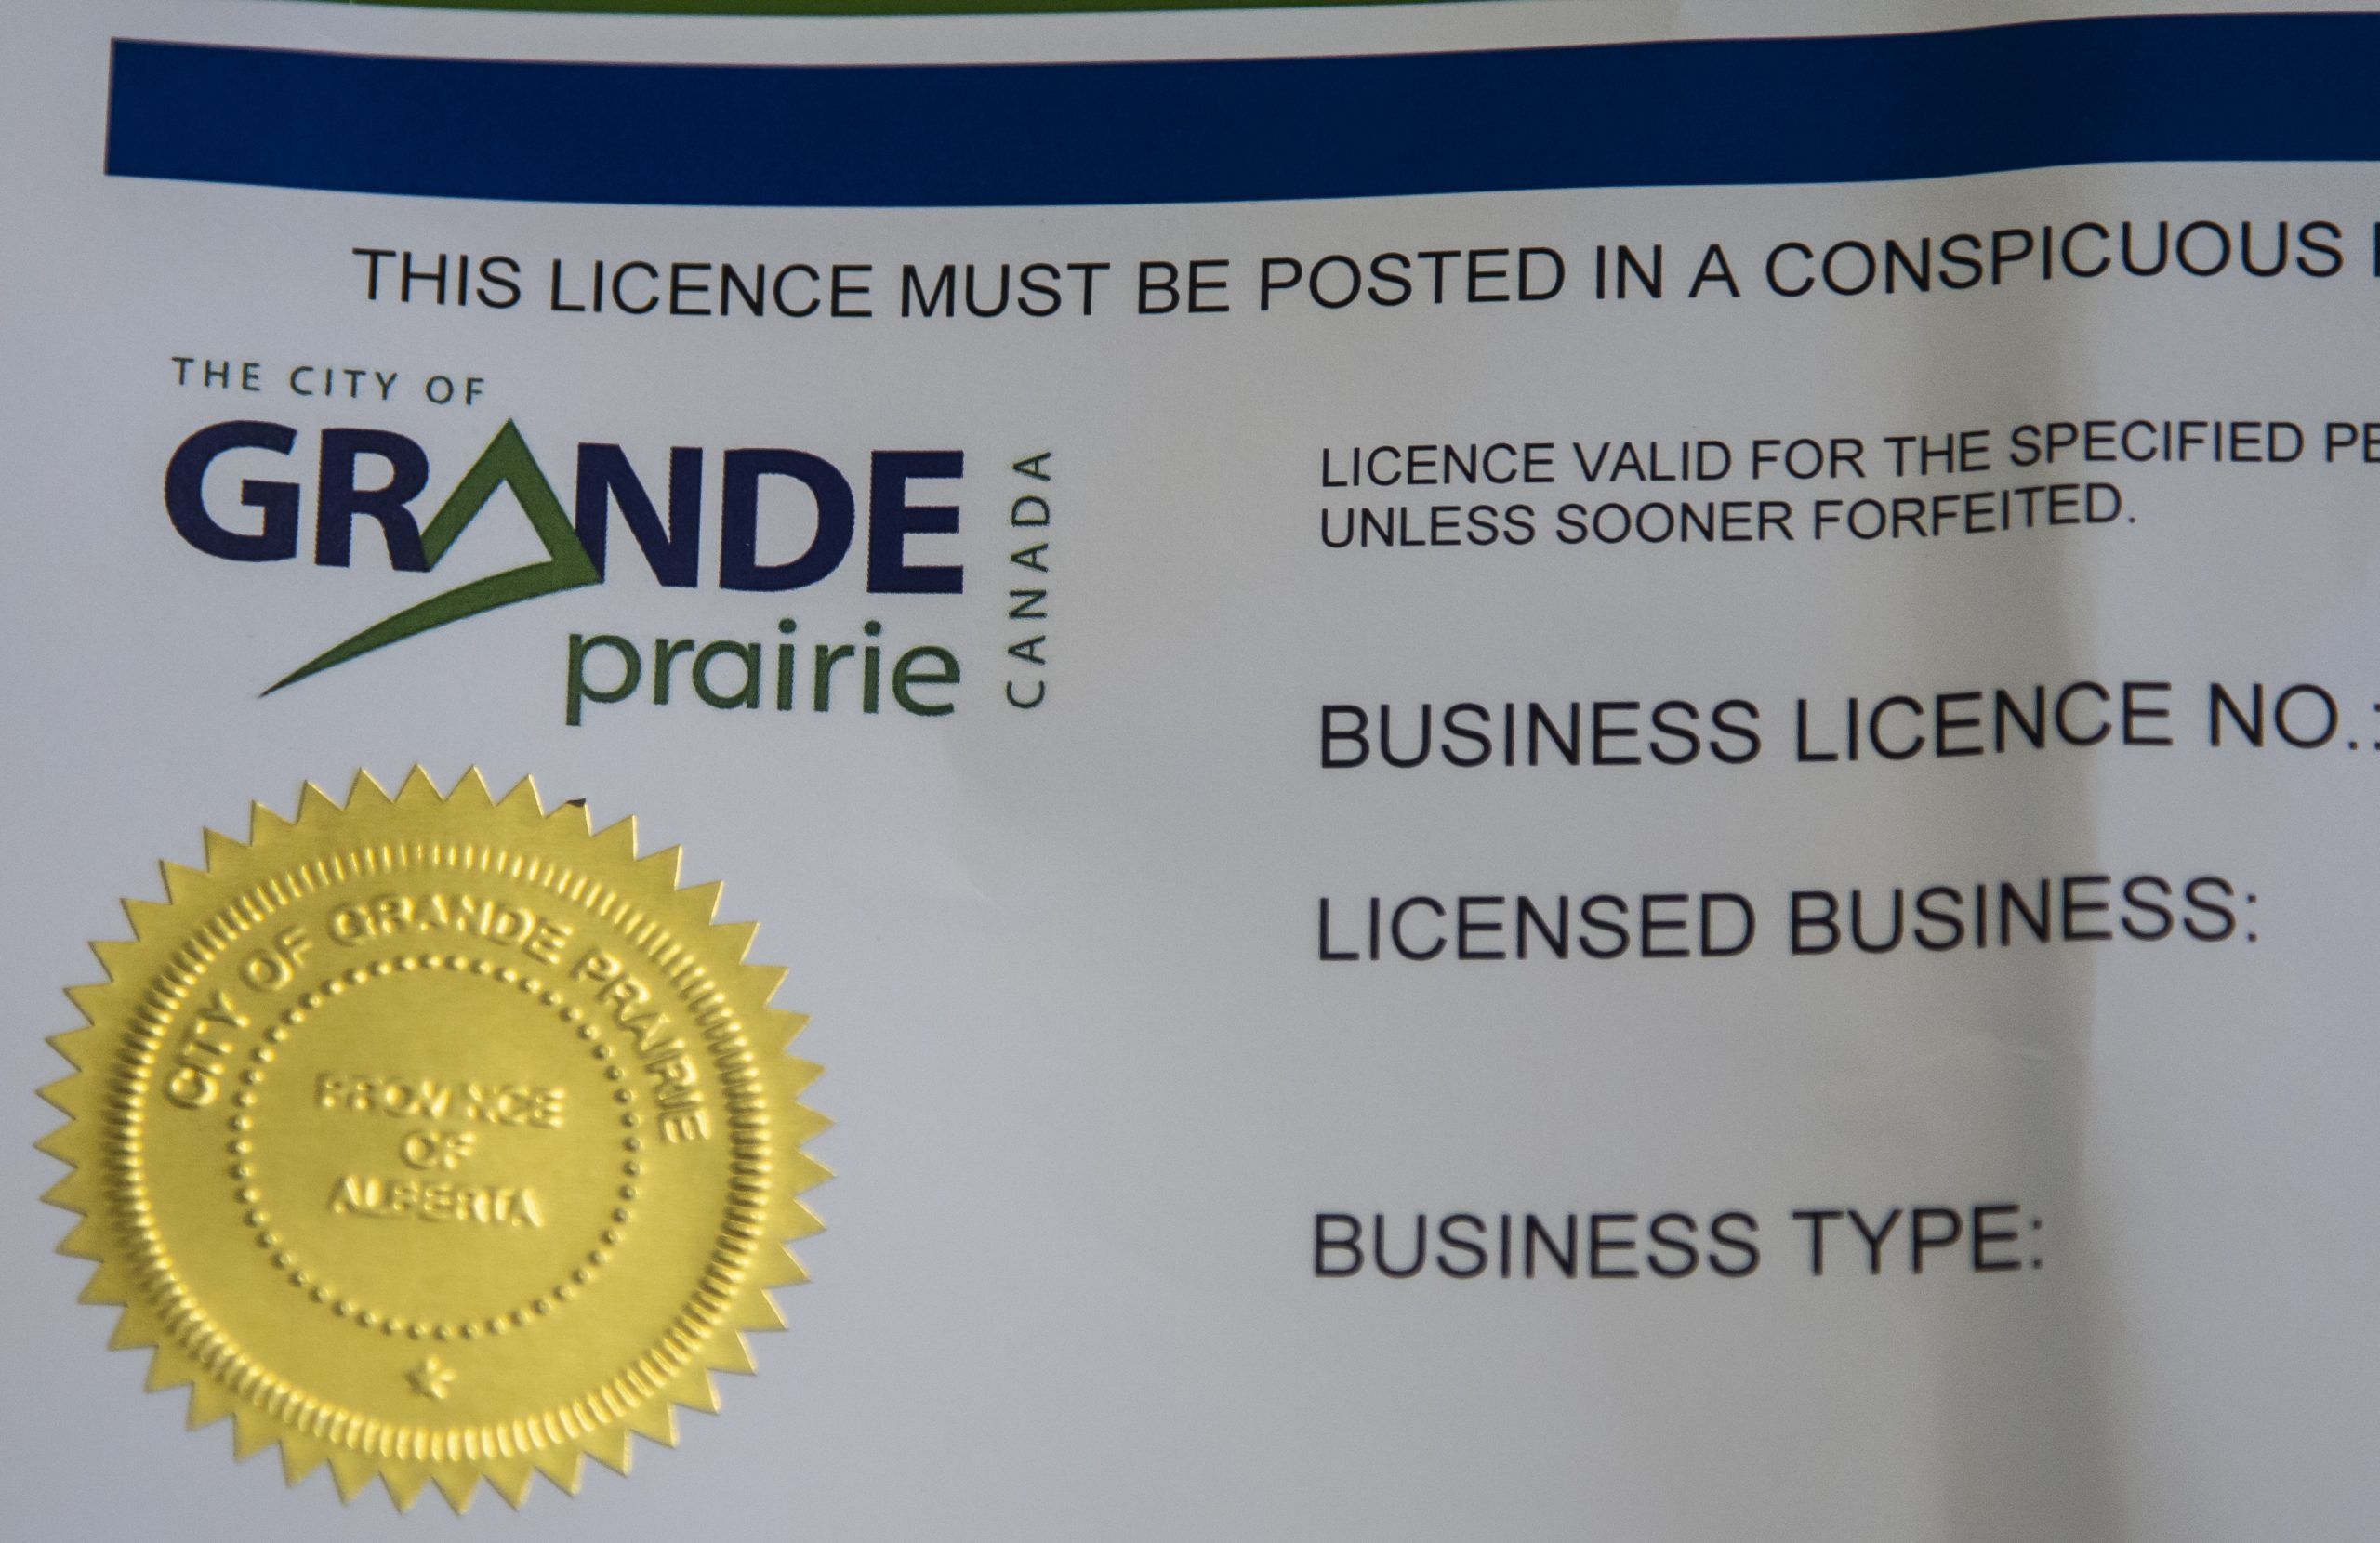 THIS LICENCE MUST BE POSTED IN A CONSPICUOUS
THE CITY OF
GRANDE
prairie
CANADA
LICENCE VALID FOR THE SPECIFIED PE
UNLESS SOONER FORFEITED.
BUSINESS LICENCE NO.:
LICENSED BUSINESS:
BUSINESS TYPE:
CITY OF GRANDE PRAIRIE
PROVINCE
OF
ALBERTA